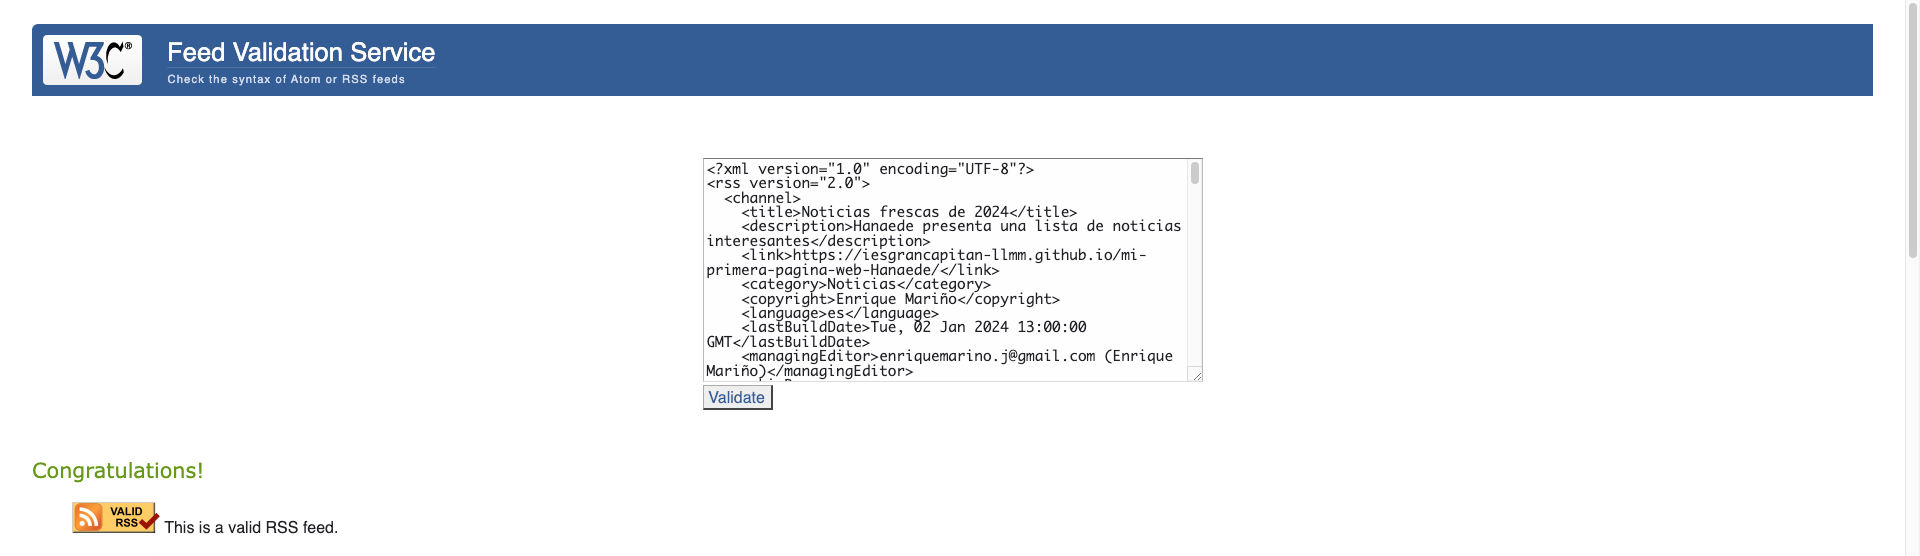 W3C®
Feed Validation Service
Check the syntax of Atom or RSS feeds
<?xml version="1.0" encoding="UTF-8"?>
<rss version="2.0">
<channel>
<title>Noticias frescas de 2024</title>
<description>Hanaede presenta una lista de noticias
interesantes</description>
<link>https://iesgrancapitan-llmm.github.io/mi-
primera-pagina-web-Hanaede/</link>
<category>Noticias</category>
<copyright>Enrique Mariño</copyright>
<language>es</language>
<lastBuildDate>Tue, 02 Jan 2024 13:00:00
GMT</lastBuildDate>
<managingEditor>enriquemarino.j@gmail.com (Enrique
Mariño)</managingEditor>
Validate
Congratulations!
VALID
RSS
This is a valid RSS feed.